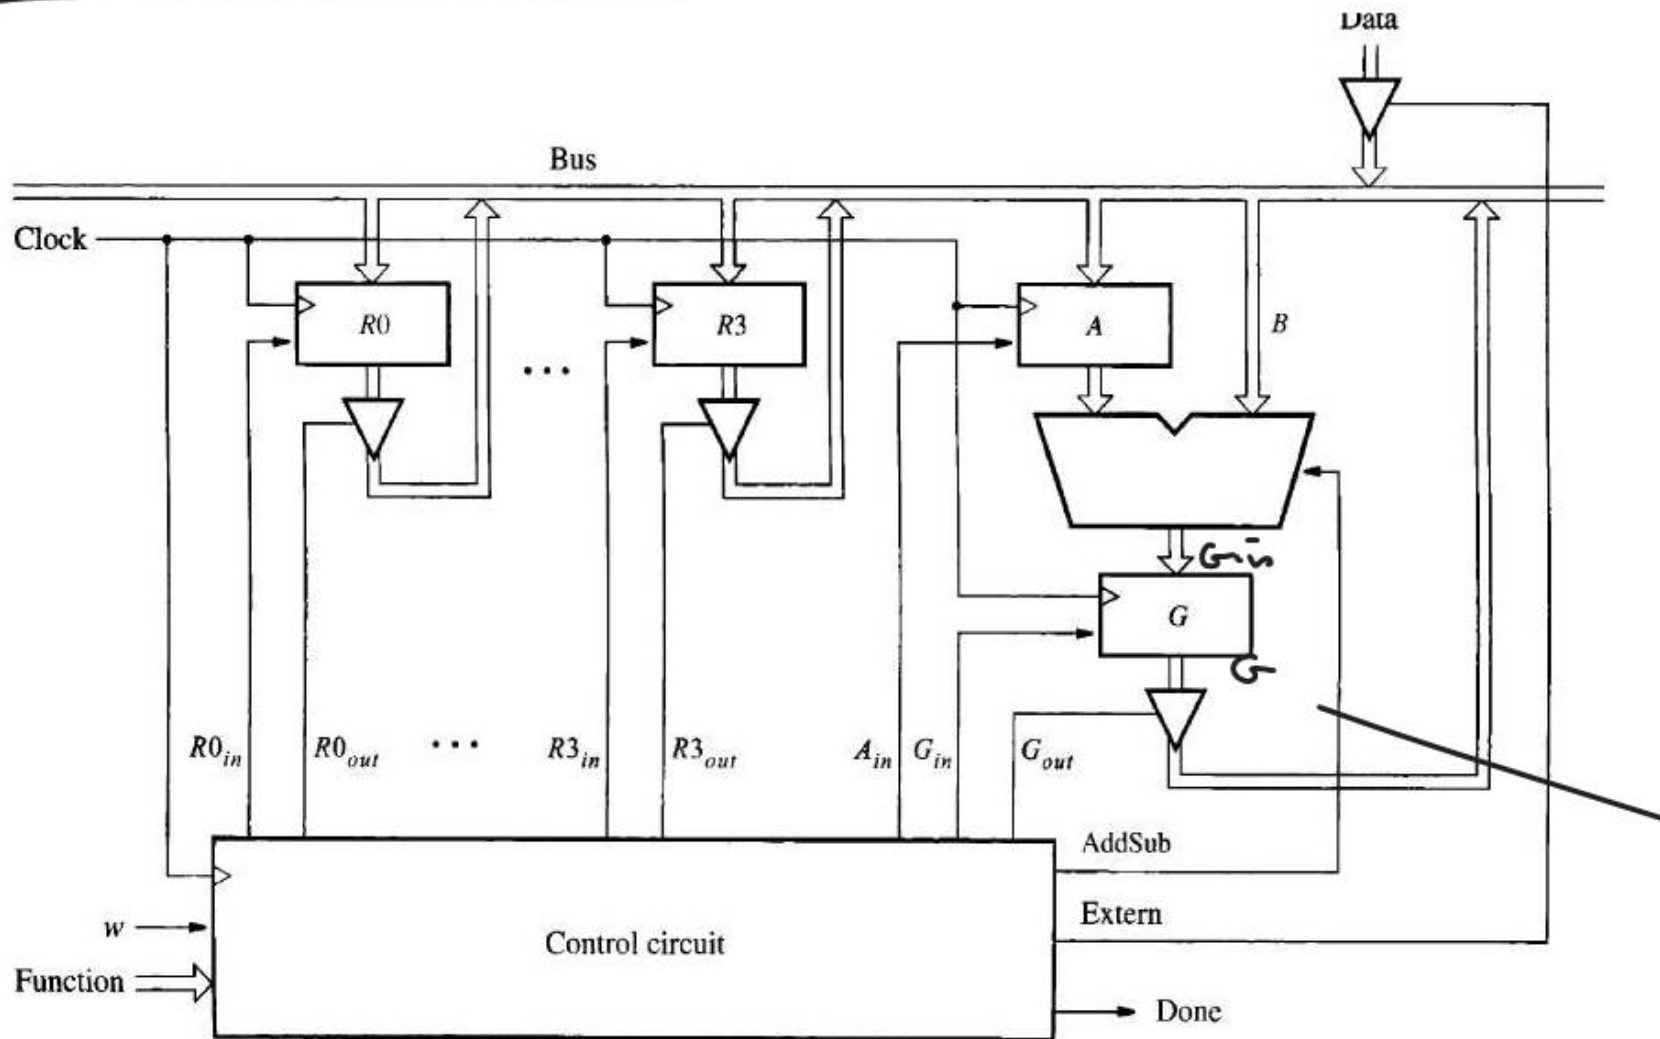 Data
Bus
Clock
R0
R3
A
B
...
Gin
G
G
R0in
R0out
...
R3in
R3out
Ain
Gin
Gout
AddSub
Extern
w
Control circuit
Function
Done